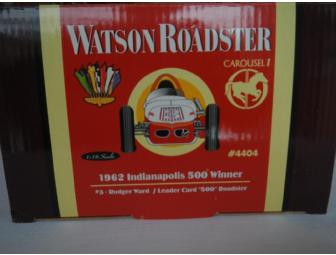 WATSON ROADSTER
CAROUSEL 1
1:18 Scale
#4404
1962 Indianapolis 500 Winner
#3 - Rodger Ward / Leader Card "500" Roadster